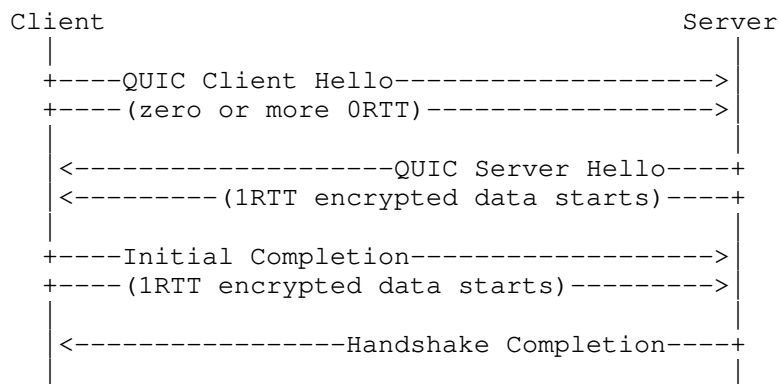 Client Server
QUIC Client Hello
(zero or more 0RTT)
QUIC Server Hello
(1RTT encrypted data starts)
Initial Completion
(1RTT encrypted data starts)
Handshake Completion